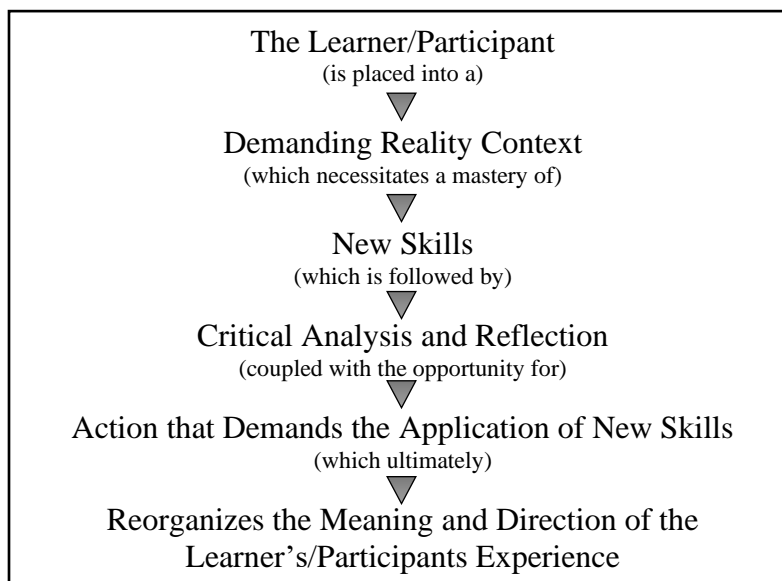 The Learner/Participant
(is placed into a)
Demanding Reality Context
(which necessitates a mastery of)
New Skills
(which is followed by)
Critical Analysis and Reflection
(coupled with the opportunity for)
Action that Demands the Application of New Skills
(which ultimately)
Reorganizes the Meaning and Direction of the
Learner’s/Participants Experience